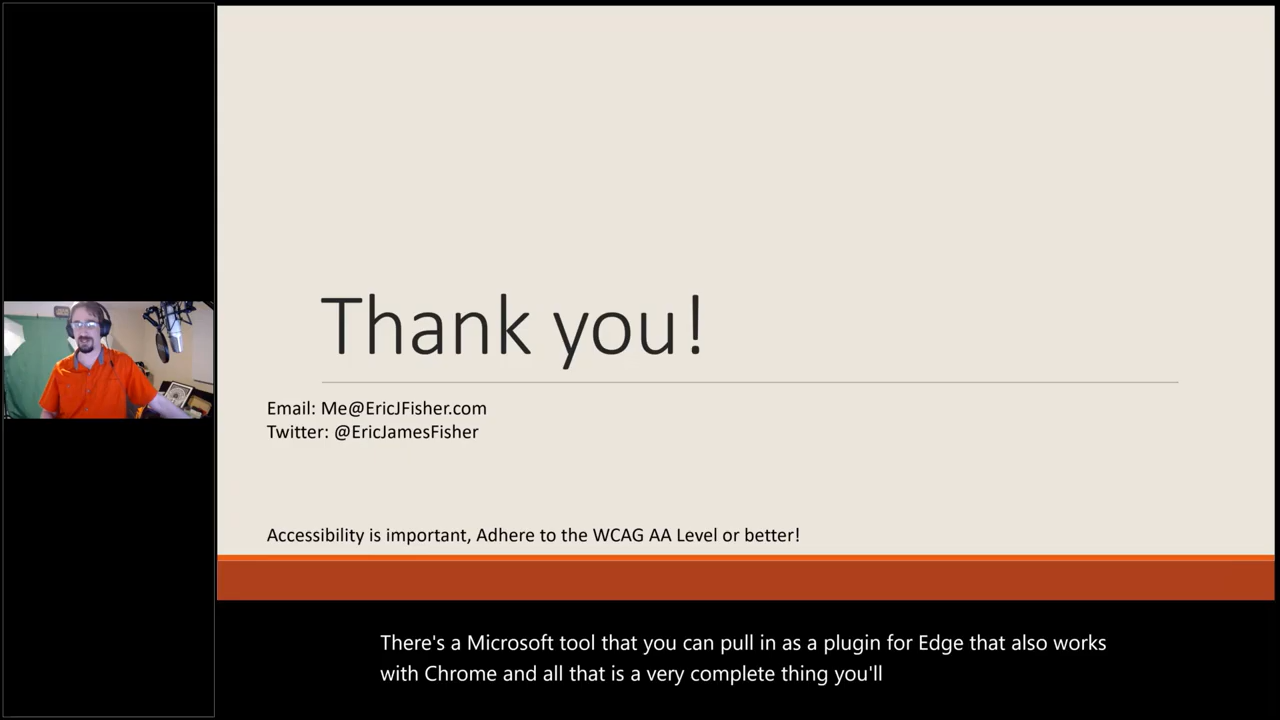 Thank you!
Email: Me@EricJFisher.com
Twitter: @EricJamesFisher
Accessibility is important, Adhere to the WCAG AA Level or better!
There's a Microsoft tool that you can pull in as a plugin for Edge that also works
with Chrome and all that is a very complete thing you'll